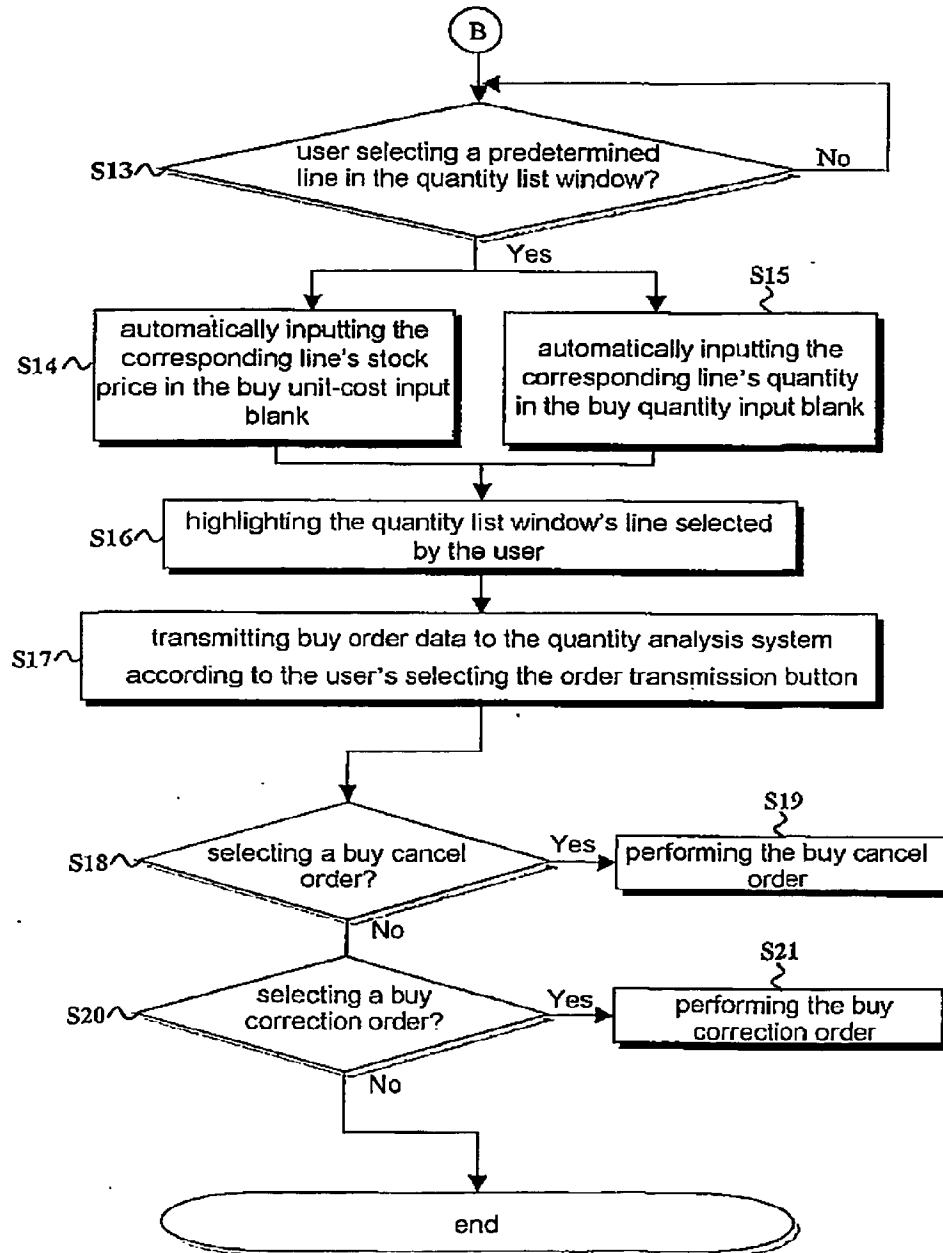 B
S13
user selecting a predetermined
line in the quantity list window?
No
Yes
S14
automatically inputting the
corresponding line's stock
price in the buy unit-cost input
blank
S15
automatically inputting the
corresponding line's quantity
in the buy quantity input blank
S16
highlighting the quantity list window's line selected
by the user
S17
transmitting buy order data to the quantity analysis system
according to the user's selecting the order transmission button
S18
selecting a buy cancel
order?
Yes
S19
performing the buy cancel
order
No
S20
selecting a buy
correction order?
Yes
S21
performing the buy
correction order
No
end